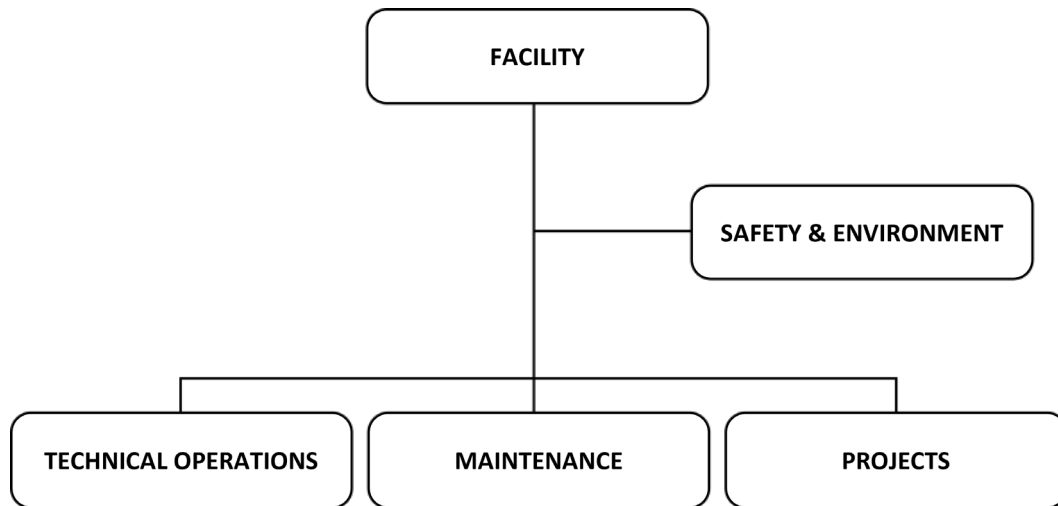 FACILITY
SAFETY & ENVIRONMENT
TECHNICAL OPERATIONS
MAINTENANCE
PROJECTS